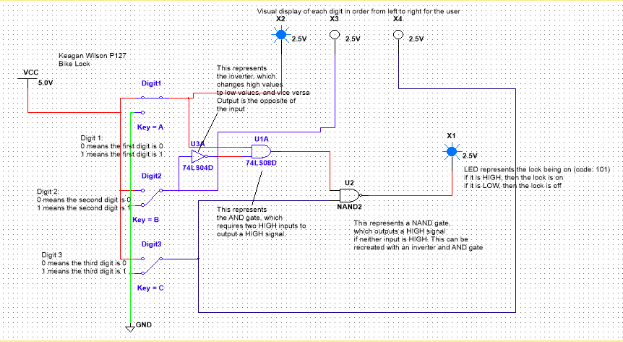 Visual display of each digit in order from left to right for the user
X2
X3
X4
2.5V
2.5V
2.5V
Keagan Wilson P127
Bike Lock
VCC
5.0V
This represents
the inverter, which
changes high values
to low values, and vice versa
Output is the opposite of
the input
Digit1
Key = A
Digit 1:
0 means the first digit is 0
1 means the first digit is 1
U3A
74LS04D
U1A
74LS08D
X1
2.5V
LED represents the lock being on (code: 101)
if it is HIGH, then the lock is on
if it is LOW, then the lock is off
Digit2
Digit 2:
0 means the second digit is 0
1 means the second digit is 1
Key = B
U2
NAND2
This represents
the AND gate, which
requires two HIGH inputs to
output a HIGH signal.
This represents a NAND gate,
which outputs a HIGH signal
if neither input is HIGH. This can be
recreated with an inverter and AND gate
Digit3
Digit 3
0 means the third digit is 0
1 means the third digit is 1
Key = C
GND